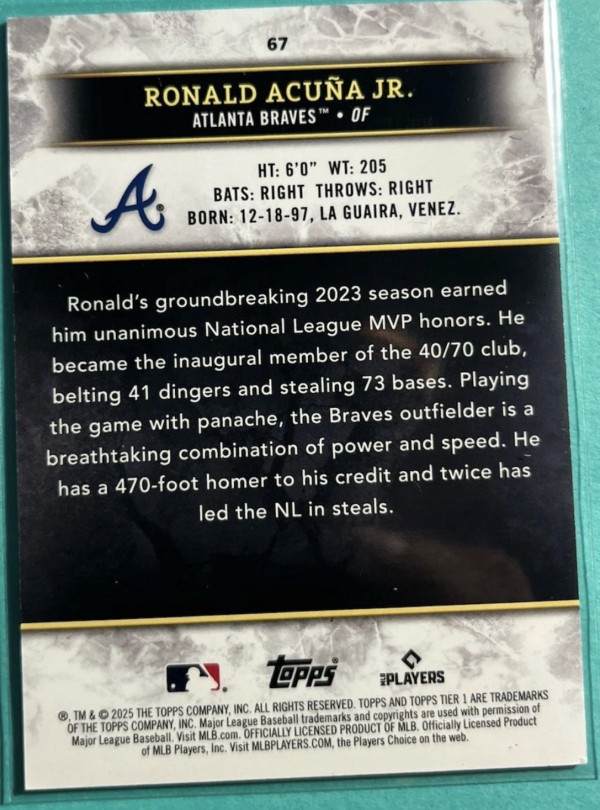 67
RONALD ACUÑA JR.
ATLANTA BRAVES™ • OF
A®
HT: 6'0" WT: 205
BATS: RIGHT THROWS: RIGHT
BORN: 12-18-97, LA GUAIRA, VENEZ.
Ronald's groundbreaking 2023 season earned
him unanimous National League MVP honors. He
became the inaugural member of the 40/70 club,
belting 41 dingers and stealing 73 bases. Playing
the game with panache, the Braves outfielder is a
breathtaking combination of power and speed. He
has a 470-foot homer to his credit and twice has
led the NL in steals.
topps® MLB PLAYERS
®, TM & © 2025 THE TOPPS COMPANY, INC. ALL RIGHTS RESERVED. TOPPS AND TOPPS TIER 1 ARE TRADEMARKS
OF THE TOPPS COMPANY, INC. Major League Baseball trademarks and copyrights are used with permission of
Major League Baseball. Visit MLB.com. OFFICIALLY LICENSED PRODUCT OF MLB. Officially Licensed Product
of MLB Players, Inc. Visit MLBPLAYERS.COM, the Players Choice on the web.